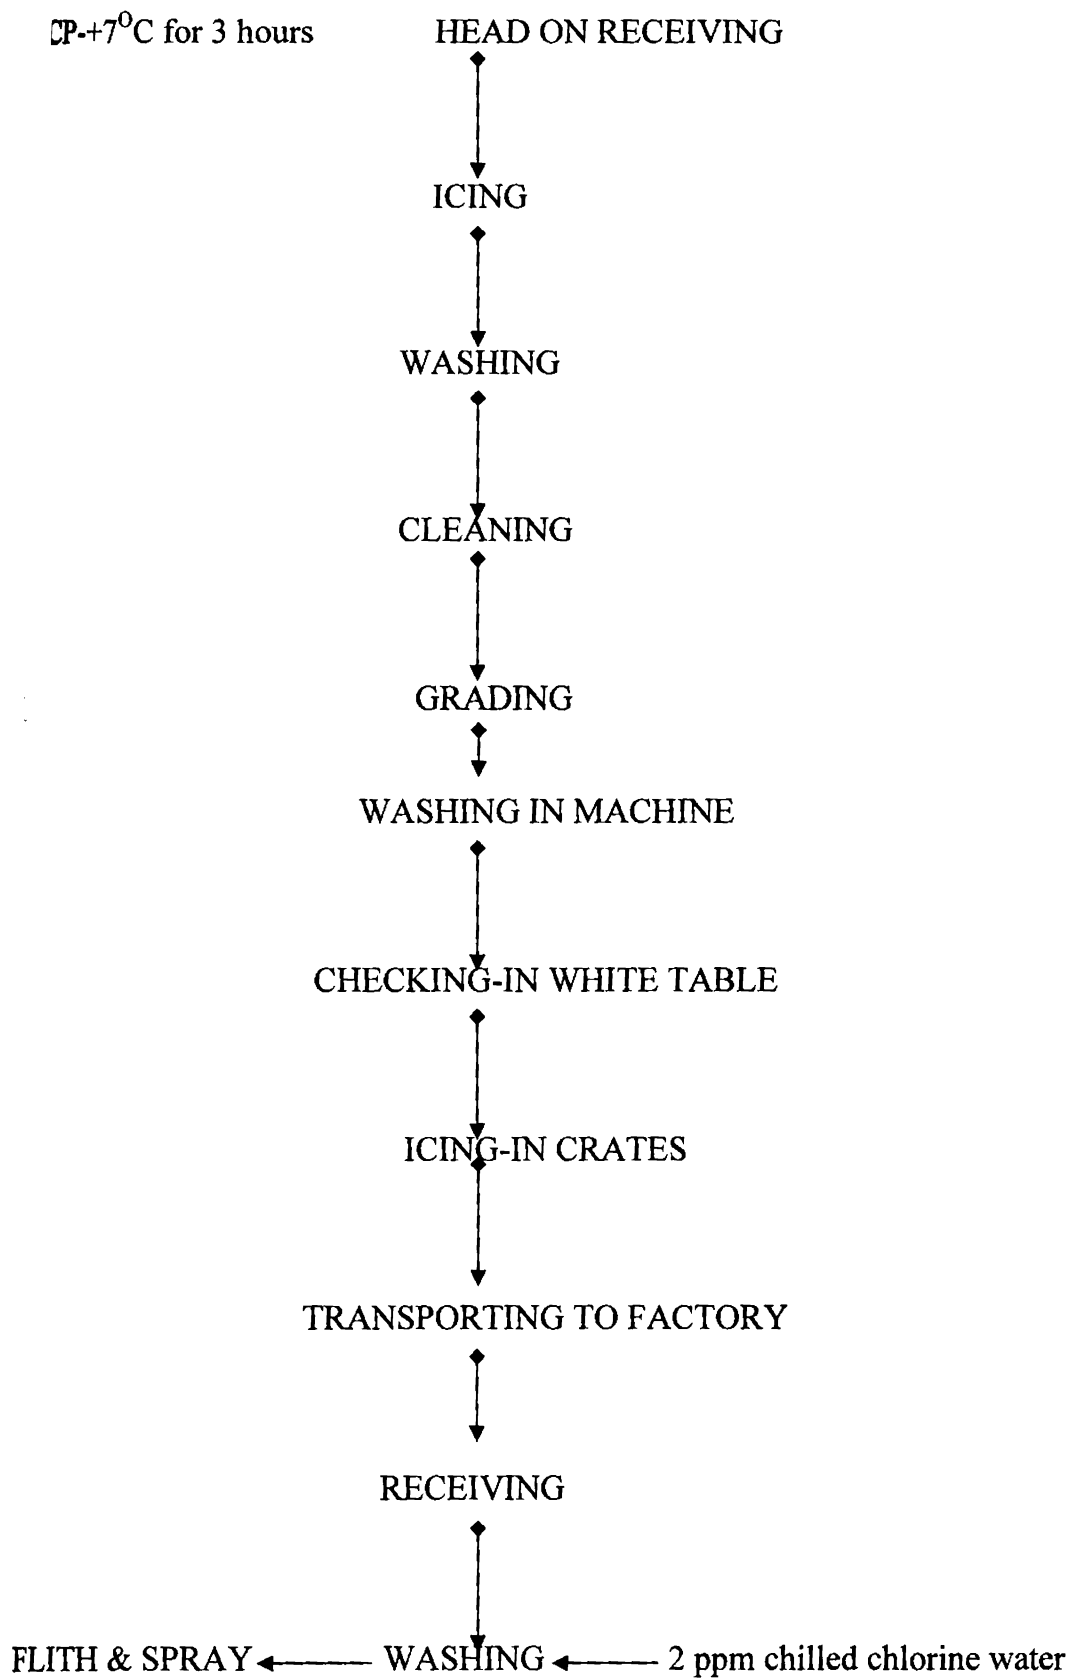 CP-+7⁰C for 3 hours HEAD ON RECEIVING
ICING
WASHING
CLEANING
GRADING
WASHING IN MACHINE
CHECKING-IN WHITE TABLE
ICING-IN CRATES
TRANSPORTING TO FACTORY
RECEIVING
FLITH & SPRAY WASHING 2 ppm chilled chlorine water